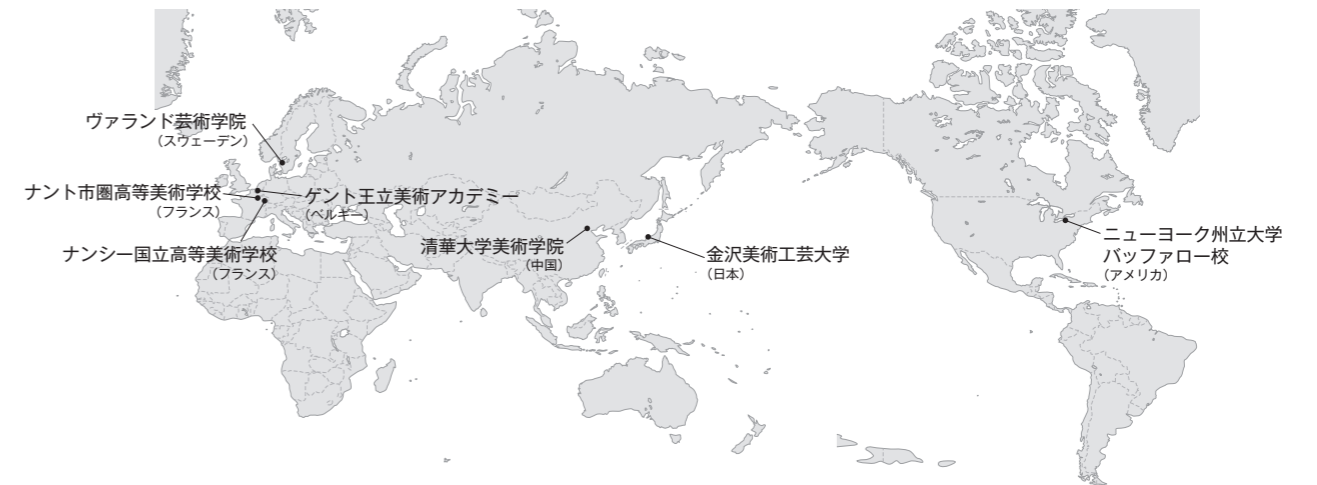 ヴァランド芸術学院
（スウェーデン）
ナント市圏高等美術学校
（フランス）
ゲント王立美術アカデミー
（ベルギー）
ナンシー国立高等美術学校
（フランス）
清華大学美術学院
（中国）
金沢美術工芸大学
（日本）
ニューヨーク州立大学
バッファロー校
（アメリカ）